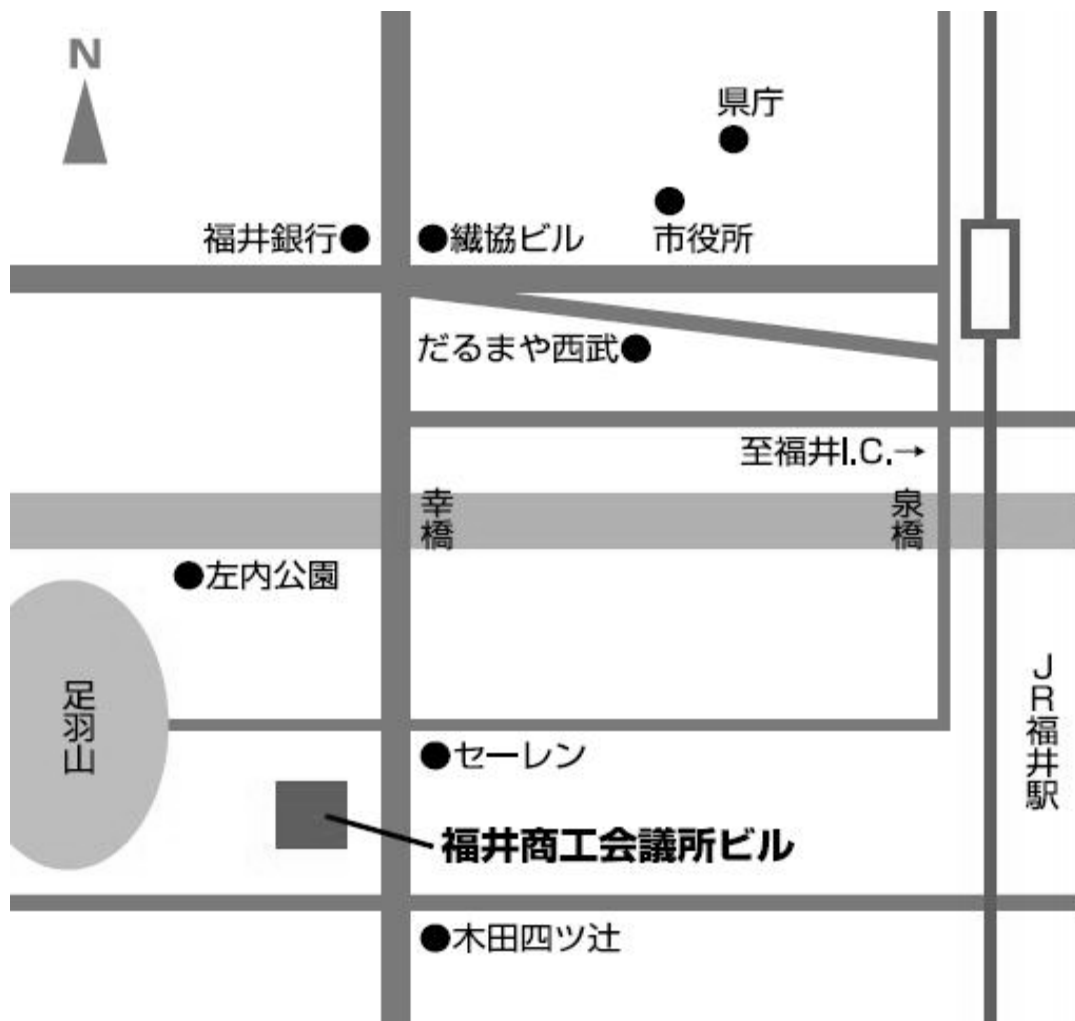 N
県庁
福井銀行
繊協ビル
市役所
だるまや西武
至福井I.C.→
幸橋
泉橋
左内公園
足羽山
JR福井駅
セーレン
福井商工会議所ビル
木田四ツ辻